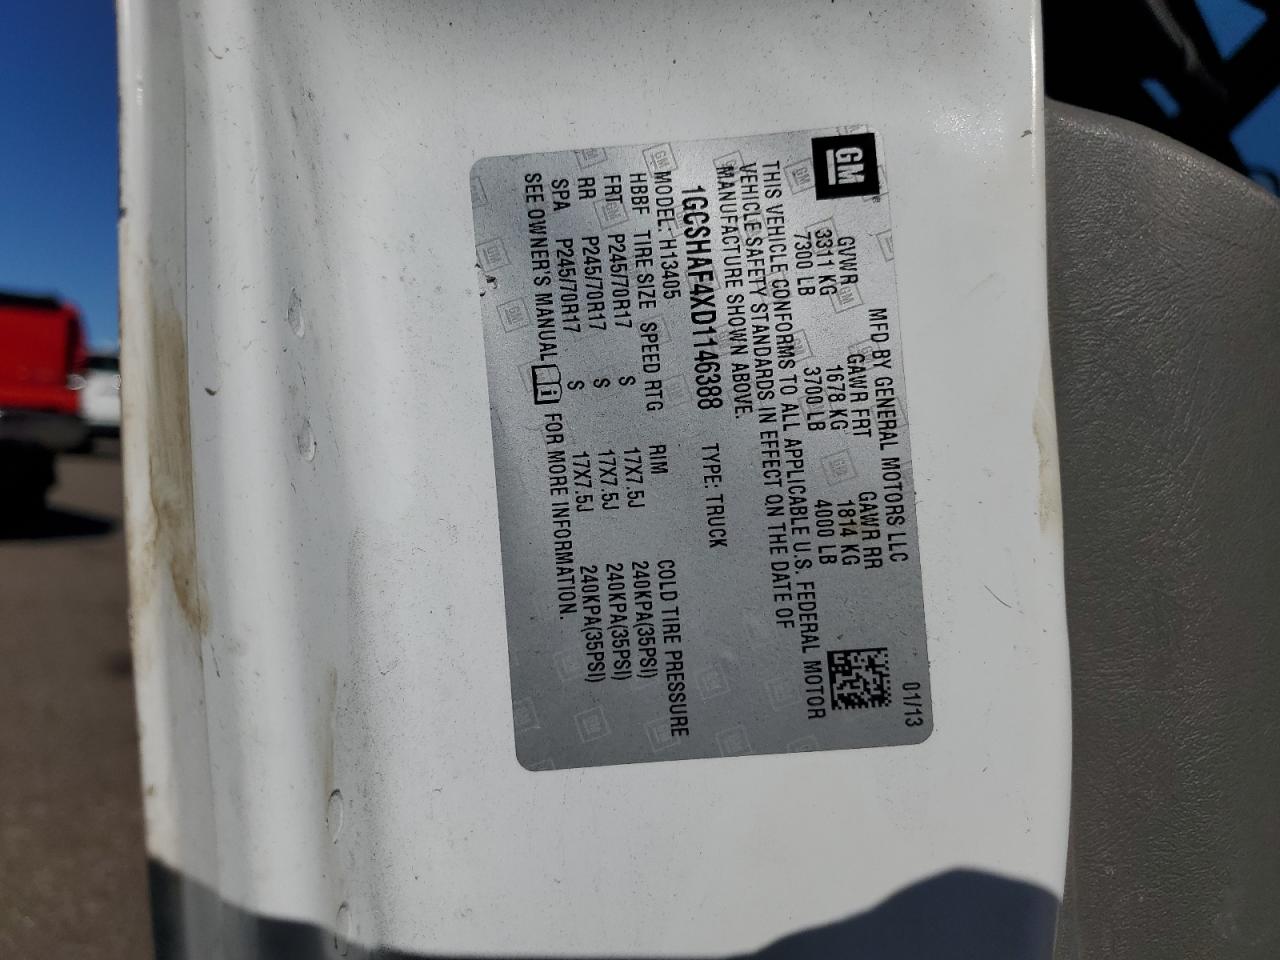 GM
MFD BY GENERAL MOTORS LLC 01/13
GVWR GAWR FRT GAWR RR
3311 KG 1678 KG 1814 KG
7300 LB 3700 LB 4000 LB
THIS VEHICLE CONFORMS TO ALL APPLICABLE U.S. FEDERAL MOTOR
VEHICLE SAFETY STANDARDS IN EFFECT ON THE DATE OF
MANUFACTURE SHOWN ABOVE.
1GCSHAF4XD1146388 TYPE: TRUCK
MODEL: H13405
HBBF TIRE SIZE SPEED RTG RIM COLD TIRE PRESSURE
FRT P245/70R17 S 17X7.5J 240KPA(35PSI)
RR P245/70R17 S 17X7.5J 240KPA(35PSI)
SPA P245/70R17 S 17X7.5J 240KPA(35PSI)
SEE OWNER'S MANUAL i FOR MORE INFORMATION.